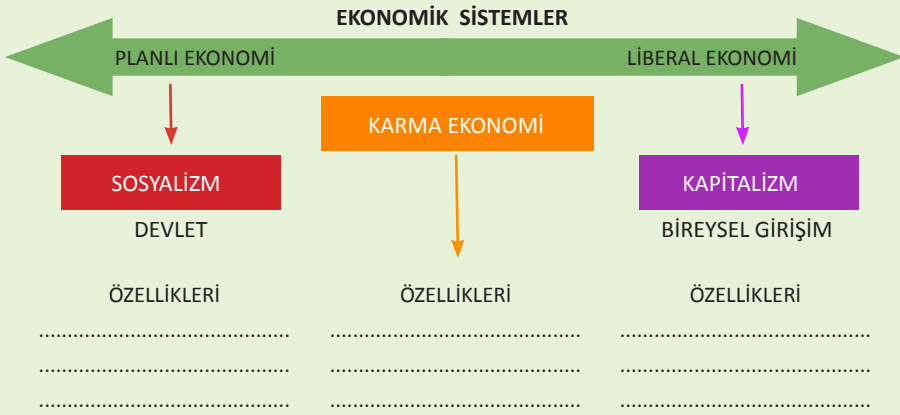 EKONOMİK SİSTEMLER
PLANLI EKONOMİ
LİBERAL EKONOMİ
KARMA EKONOMİ
SOSYALİZM
KAPİTALİZM
DEVLET
BİREYSEL GİRİŞİM
ÖZELLİKLERİ
ÖZELLİKLERİ
ÖZELLİKLERİ